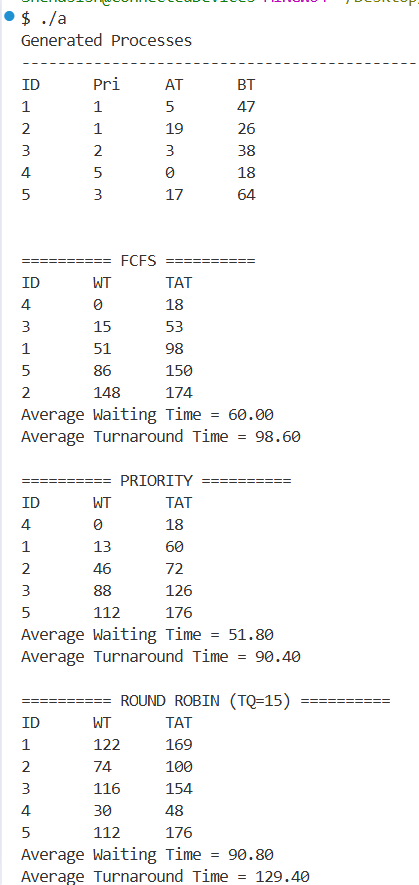 $ ./a
Generated Processes
--------------------------------------------
ID Pri AT BT
1 1 5 47
2 1 19 26
3 2 3 38
4 5 0 18
5 3 17 64
========== FCFS ==========
ID WT TAT
4 0 18
3 15 53
1 51 98
5 86 150
2 148 174
Average Waiting Time = 60.00
Average Turnaround Time = 98.60
========== PRIORITY ==========
ID WT TAT
4 0 18
1 13 60
2 46 72
3 88 126
5 112 176
Average Waiting Time = 51.80
Average Turnaround Time = 90.40
========== ROUND ROBIN (TQ=15) ==========
ID WT TAT
1 122 169
2 74 100
3 116 154
4 30 48
5 112 176
Average Waiting Time = 90.80
Average Turnaround Time = 129.40